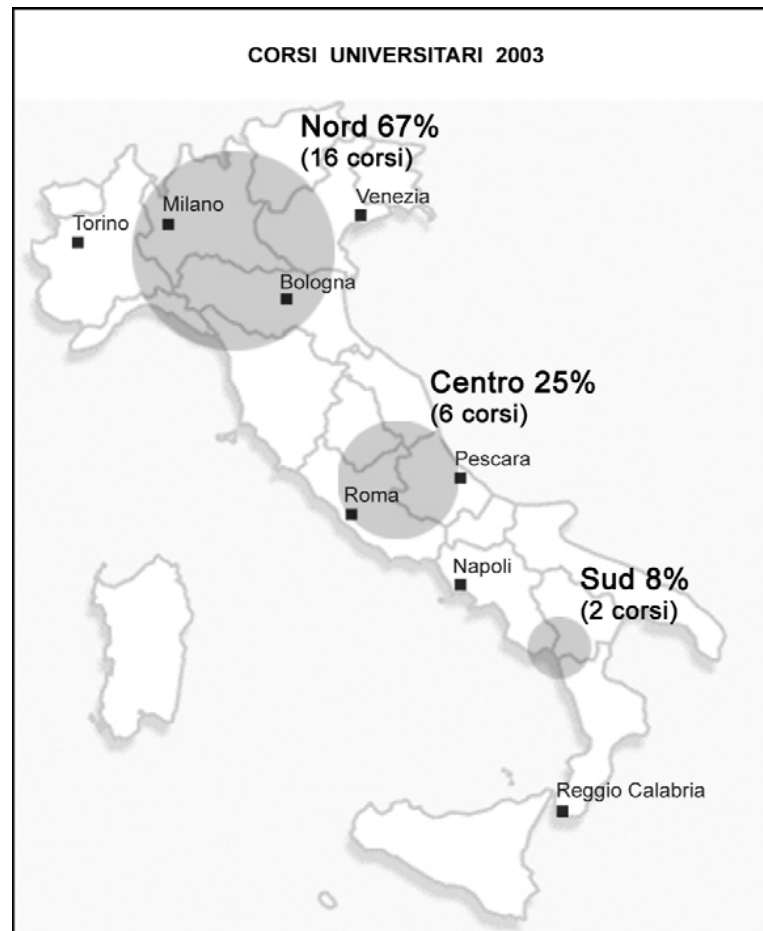 CORSI UNIVERSITARI 2003
Nord 67%
(16 corsi)
Milano
Venezia
Torino
Bologna
Centro 25%
(6 corsi)
Pescara
Roma
Napoli
Sud 8%
(2 corsi)
Reggio Calabria